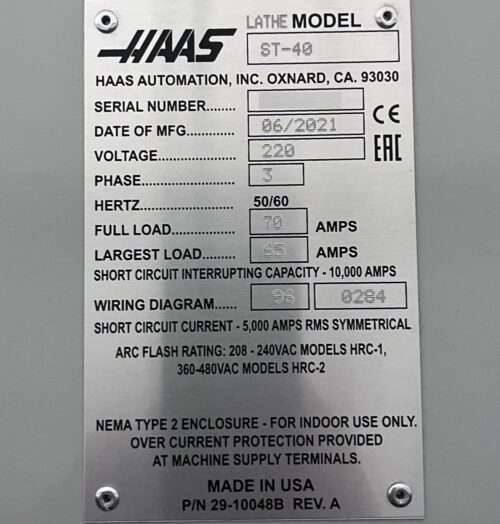 HAAS
LATHE MODEL
ST-40
HAAS AUTOMATION, INC. OXNARD, CA. 93030
SERIAL NUMBER.......
DATE OF MFG............ 06/2021
CE
VOLTAGE.................... 220
EAC
PHASE........................ 3
HERTZ........................ 50/60
FULL LOAD................ 70 AMPS
LARGEST LOAD........ 65 AMPS
SHORT CIRCUIT INTERRUPTING CAPACITY - 10,000 AMPS
WIRING DIAGRAM...... 96 0284
SHORT CIRCUIT CURRENT - 5,000 AMPS RMS SYMMETRICAL
ARC FLASH RATING: 208 - 240VAC MODELS HRC-1,
360-480VAC MODELS HRC-2
NEMA TYPE 2 ENCLOSURE - FOR INDOOR USE ONLY.
OVER CURRENT PROTECTION PROVIDED
AT MACHINE SUPPLY TERMINALS.
MADE IN USA
P/N 29-10048B REV. A